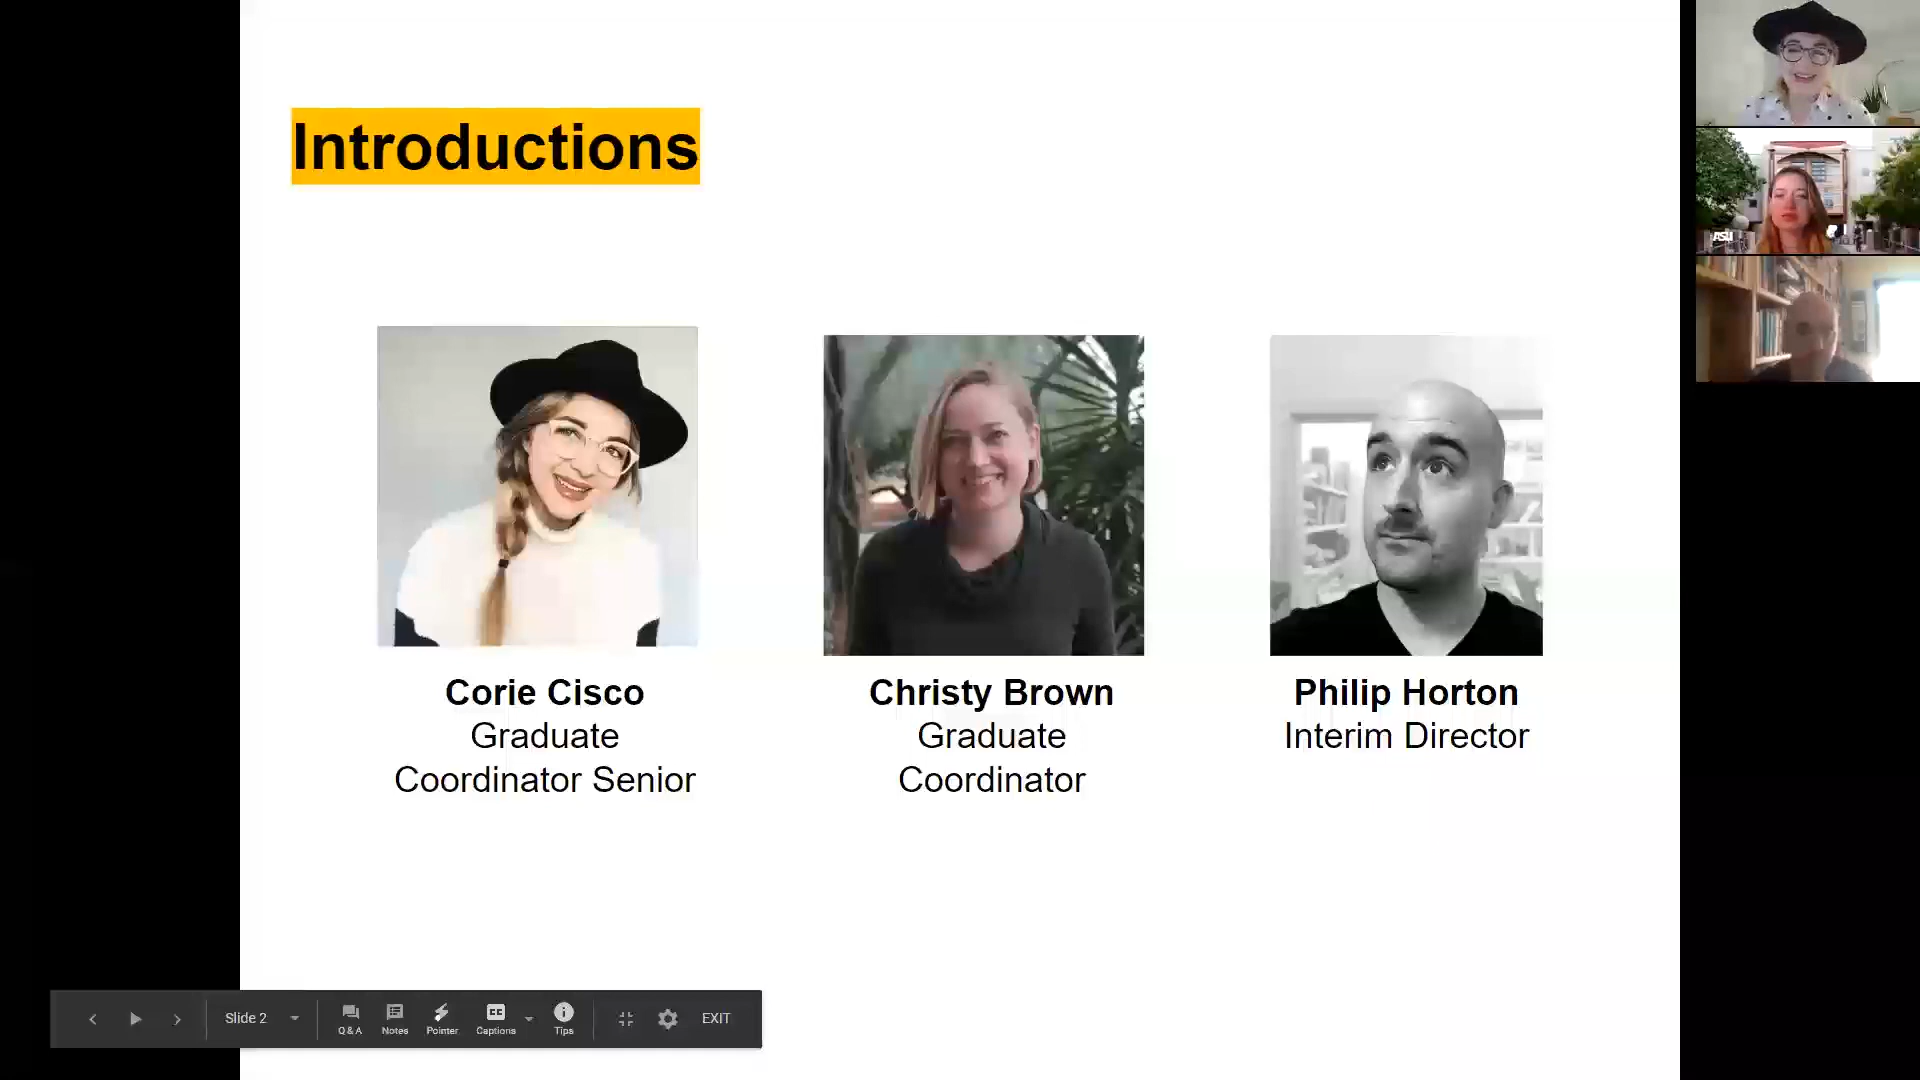 Introductions
Corie Cisco
Graduate
Coordinator Senior
Christy Brown
Graduate
Coordinator
Philip Horton
Interim Director
ASU
Slide 2
Q&A
Notes
Pointer
Captions
Tips
EXIT